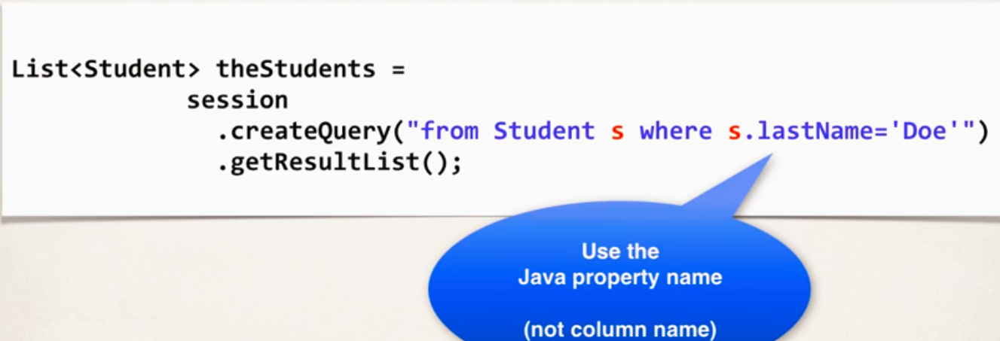 List<Student> theStudents =
session
.createQuery("from Student s where s.lastName='Doe'")
.getResultList();
Use the
Java property name
(not column name)